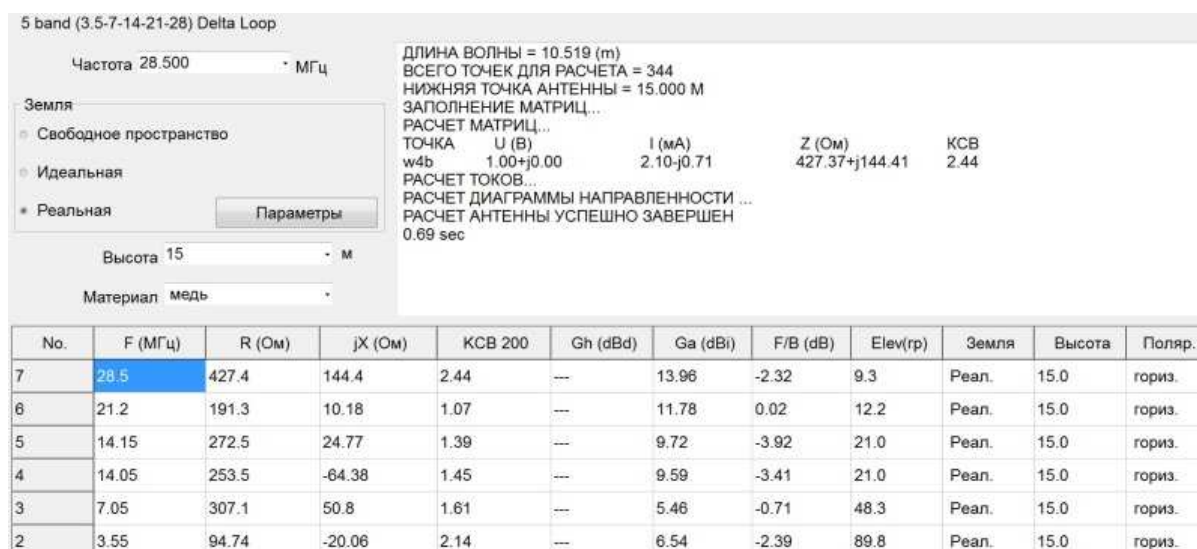 5 band (3.5-7-14-21-28) Delta Loop
Частота 28.500 МГц
Земля
Свободное пространство
Идеальная
Реальная Параметры
Высота 15 м
Материал медь
ДЛИНА ВОЛНЫ = 10.519 (m)
ВСЕГО ТОЧЕК ДЛЯ РАСЧЕТА = 344
НИЖНЯЯ ТОЧКА АНТЕННЫ = 15.000 М
ЗАПОЛНЕНИЕ МАТРИЦ...
РАСЧЕТ МАТРИЦ...
ТОЧКА U (В) I (мА) Z (Ом) КСВ
w4b 1.00+j0.00 2.10-j0.71 427.37+j144.41 2.44
РАСЧЕТ ТОКОВ...
РАСЧЕТ ДИАГРАММЫ НАПРАВЛЕННОСТИ ...
РАСЧЕТ АНТЕННЫ УСПЕШНО ЗАВЕРШЕН
0.69 sec
No. F (МГц) R (Ом) jX (Ом) КСВ 200 Gh (dBd) Ga (dBi) F/B (dB) Elev(гр) Земля Высота Поляр.
7 28.5 427.4 144.4 2.44 --- 13.96 -2.32 9.3 Реал. 15.0 гориз.
6 21.2 191.3 10.18 1.07 --- 11.78 0.02 12.2 Реал. 15.0 гориз.
5 14.15 272.5 24.77 1.39 --- 9.72 -3.92 21.0 Реал. 15.0 гориз.
4 14.05 253.5 -64.38 1.45 --- 9.59 -3.41 21.0 Реал. 15.0 гориз.
3 7.05 307.1 50.8 1.61 --- 5.46 -0.71 48.3 Реал. 15.0 гориз.
2 3.55 94.74 -20.06 2.14 --- 6.54 -2.39 89.8 Реал. 15.0 гориз.